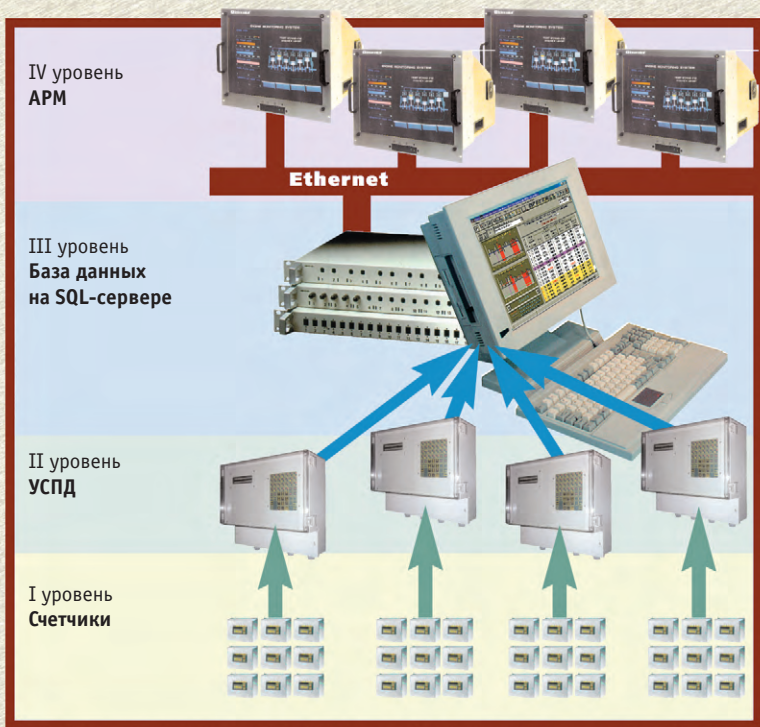 IV уровень
АРМ
Ethernet
III уровень
База данных
на SQL-сервере
II уровень
УСПД
I уровень
Счетчики